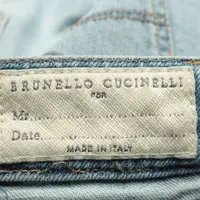 BRUNELLO CUCINELLI
FOR
Mr.
Date.
MADE IN ITALY